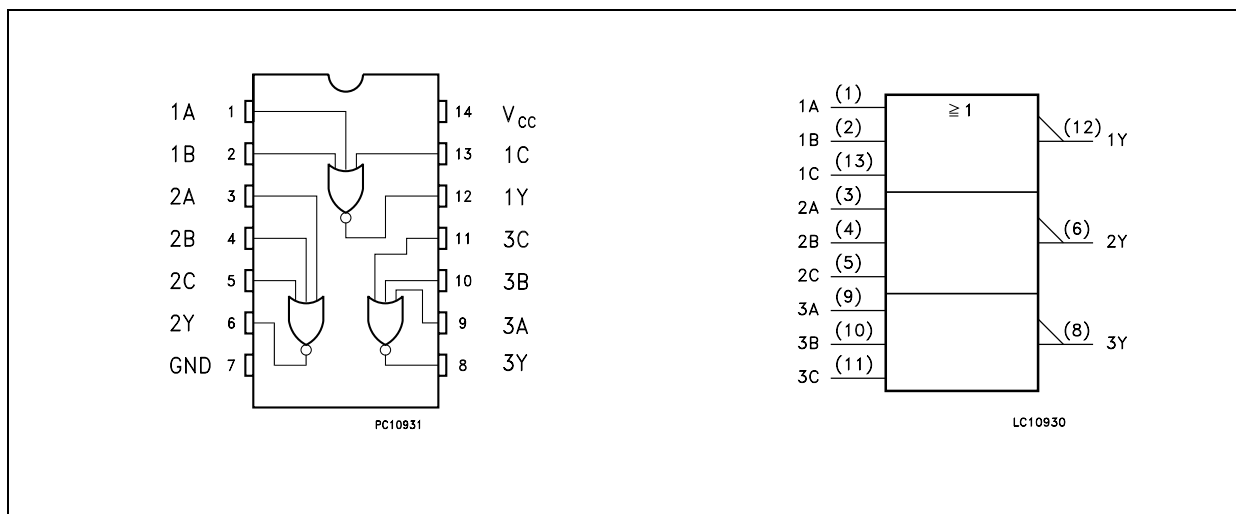 1A 1 14 VCC
1B 2 13 1C
2A 3 12 1Y
2B 4 11 3C
2C 5 10 3B
2Y 6 9 3A
GND 7 8 3Y
PC10931
≧1
1A (1)
1B (2)
1C (13)
2A (3)
2B (4)
2C (5)
3A (9)
3B (10)
3C (11)
(12) 1Y
(6) 2Y
(8) 3Y
LC10930